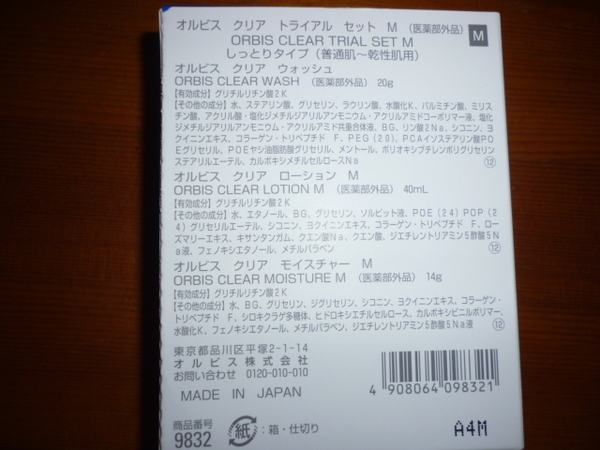 オルビス クリア トライアル セット M (医薬部外品)
M
ORBIS CLEAR TRIAL SET M
しっとりタイプ (普通肌～乾性肌用)
オルビス クリア ウォッシュ
ORBIS CLEAR WASH (医薬部外品) 20g
[有効成分] グリチルリチン酸2K
[その他の成分] 水、ステアリン酸、グリセリン、ラウリン酸、水酸化K、パルミチン酸、ミリス
チン酸、アクリル酸・塩化ジメチルジアリルアンモニウム・アクリルアミドコーポリマー液、塩化
ジメチルジアリルアンモニウム・アクリルアミド共重合体液、BG、リン酸2Na、シコニン、ヨ
クイニンエキス、コラーゲン・トリペプチド F、PEG(20)、PCAイソステアリン酸PO
Eグリセリル、POEヤシ油脂肪酸グリセリル、メントール、ポリオキシブチレンポリグリセリン
ステアリルエーテル、カルボキシメチルセルロースNa ⑫
オルビス クリア ローション M
ORBIS CLEAR LOTION M (医薬部外品) 40mL
[有効成分] グリチルリチン酸2K
[その他の成分] 水、エタノール、BG、グリセリン、ソルビット液、POE(24)POP(2
4)グリセリルエーテル、シコニン、ヨクイニンエキス、コラーゲン・トリペプチド F、ロー
ズマリーエキス、キサンタンガム、クエン酸Na、クエン酸、ジエチレントリアミン5酢酸5N
a液、フェノキシエタノール、メチルパラベン ⑫
オルビス クリア モイスチャー M
ORBIS CLEAR MOISTURE M (医薬部外品) 14g
[有効成分] グリチルリチン酸2K
[その他の成分] 水、BG、グリセリン、ジグリセリン、シコニン、ヨクイニンエキス、コラーゲン・
トリペプチド F、シロキクラゲ多糖体、ヒドロキシエチルセルロース、カルボキシビニルポリマー、
水酸化K、フェノキシエタノール、メチルパラベン、ジエチレントリアミン5酢酸5Na液 ⑫
東京都品川区平塚2-1-14
オルビス株式会社
お問い合わせ 0120-010-010
MADE IN JAPAN
4 908064 098321
商品番号
9832
紙 :箱・仕切り
A4M